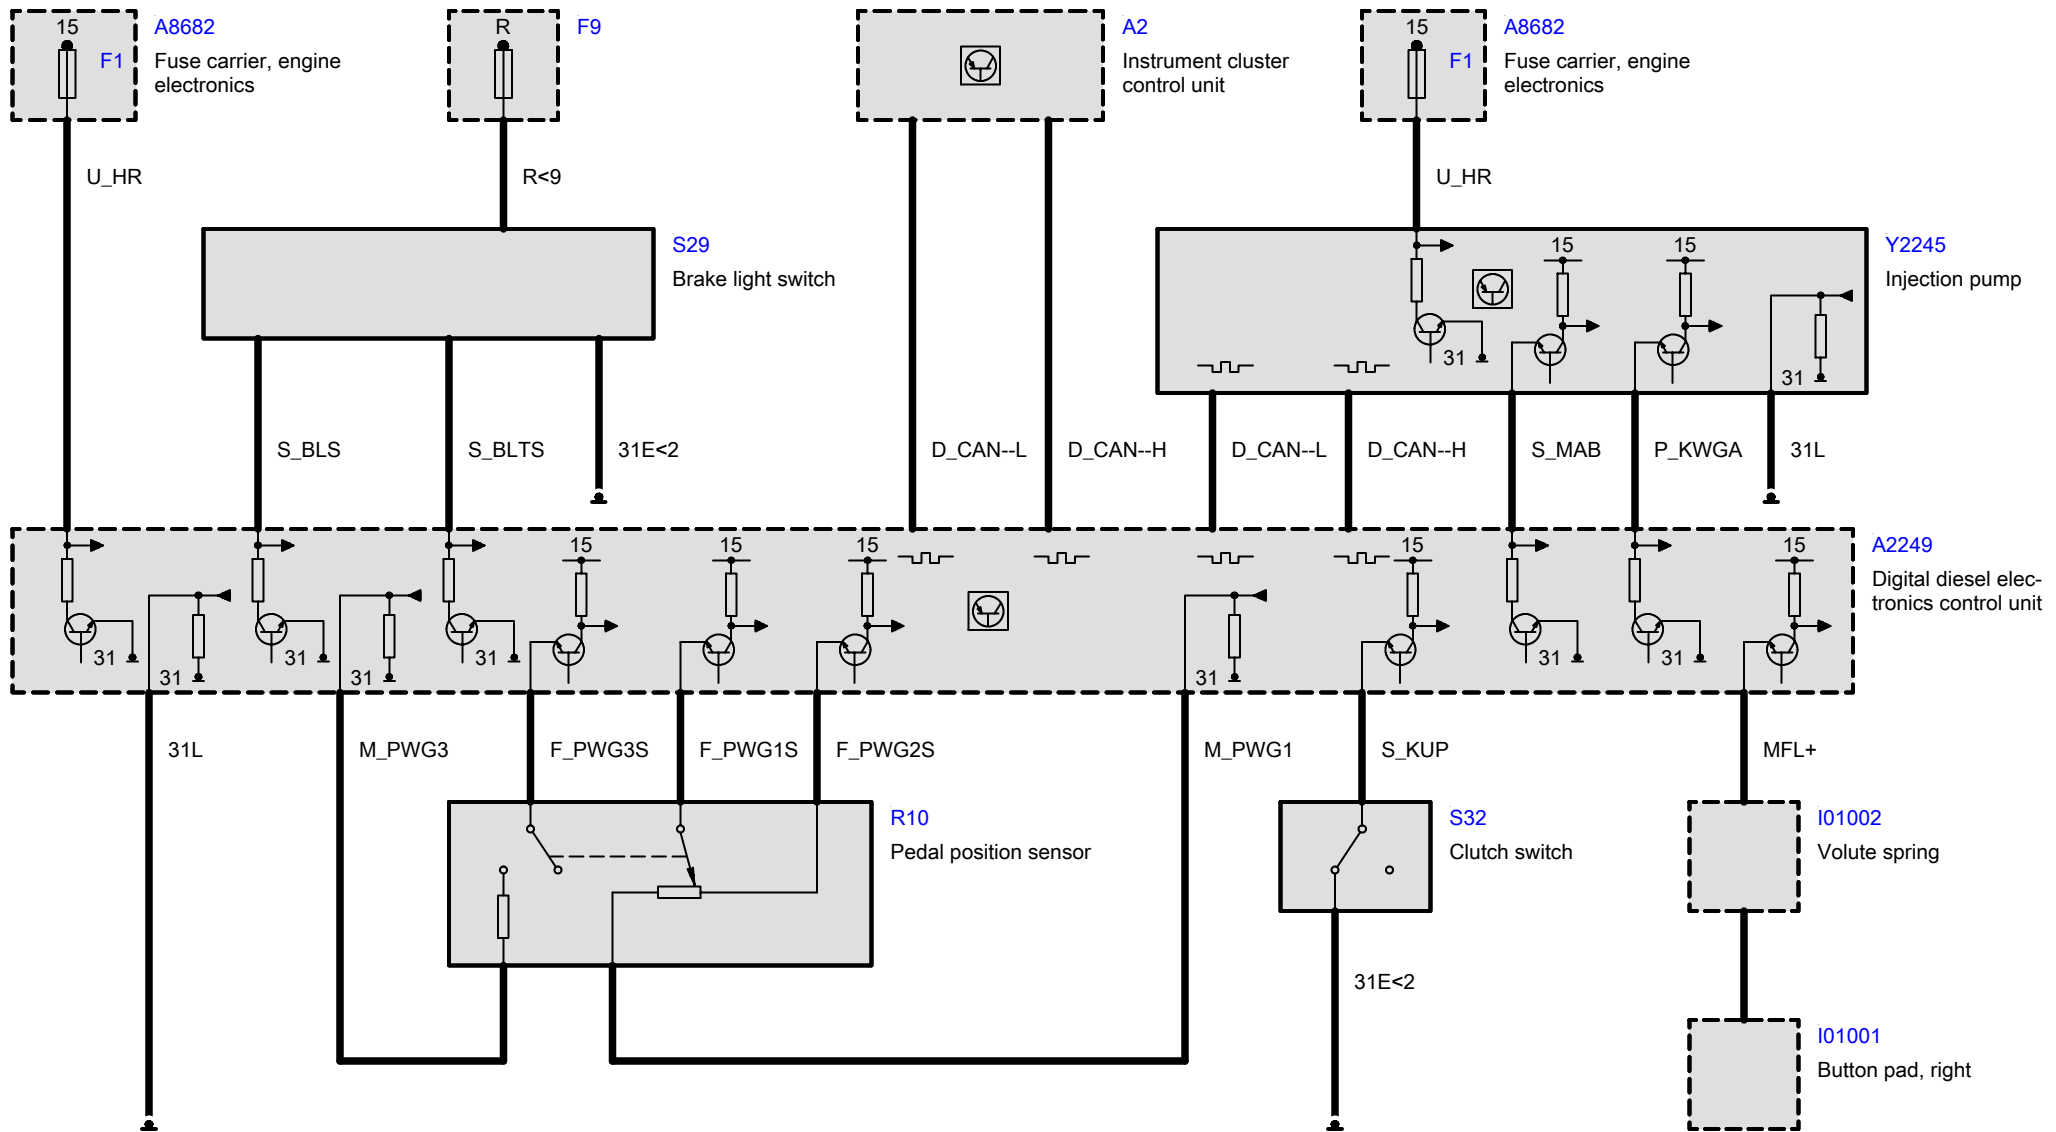 15
F1
A8682
Fuse carrier, engine
electronics
R
F9
A2
Instrument cluster
control unit
15
F1
A8682
Fuse carrier, engine
electronics
U_HR
R<9
U_HR
S29
Brake light switch
15
15
31
31
Y2245
Injection pump
S_BLS
S_BLTS
31E<2
D_CAN--L
D_CAN--H
D_CAN--L
D_CAN--H
S_MAB
P_KWGA
31L
15
15
15
15
15
A2249
Digital diesel elec-
tronics control unit
31
31
31
31
31
31
31
31
31L
M_PWG3
F_PWG3S
F_PWG1S
F_PWG2S
M_PWG1
S_KUP
MFL+
R10
Pedal position sensor
S32
Clutch switch
I01002
Volute spring
31E<2
I01001
Button pad, right